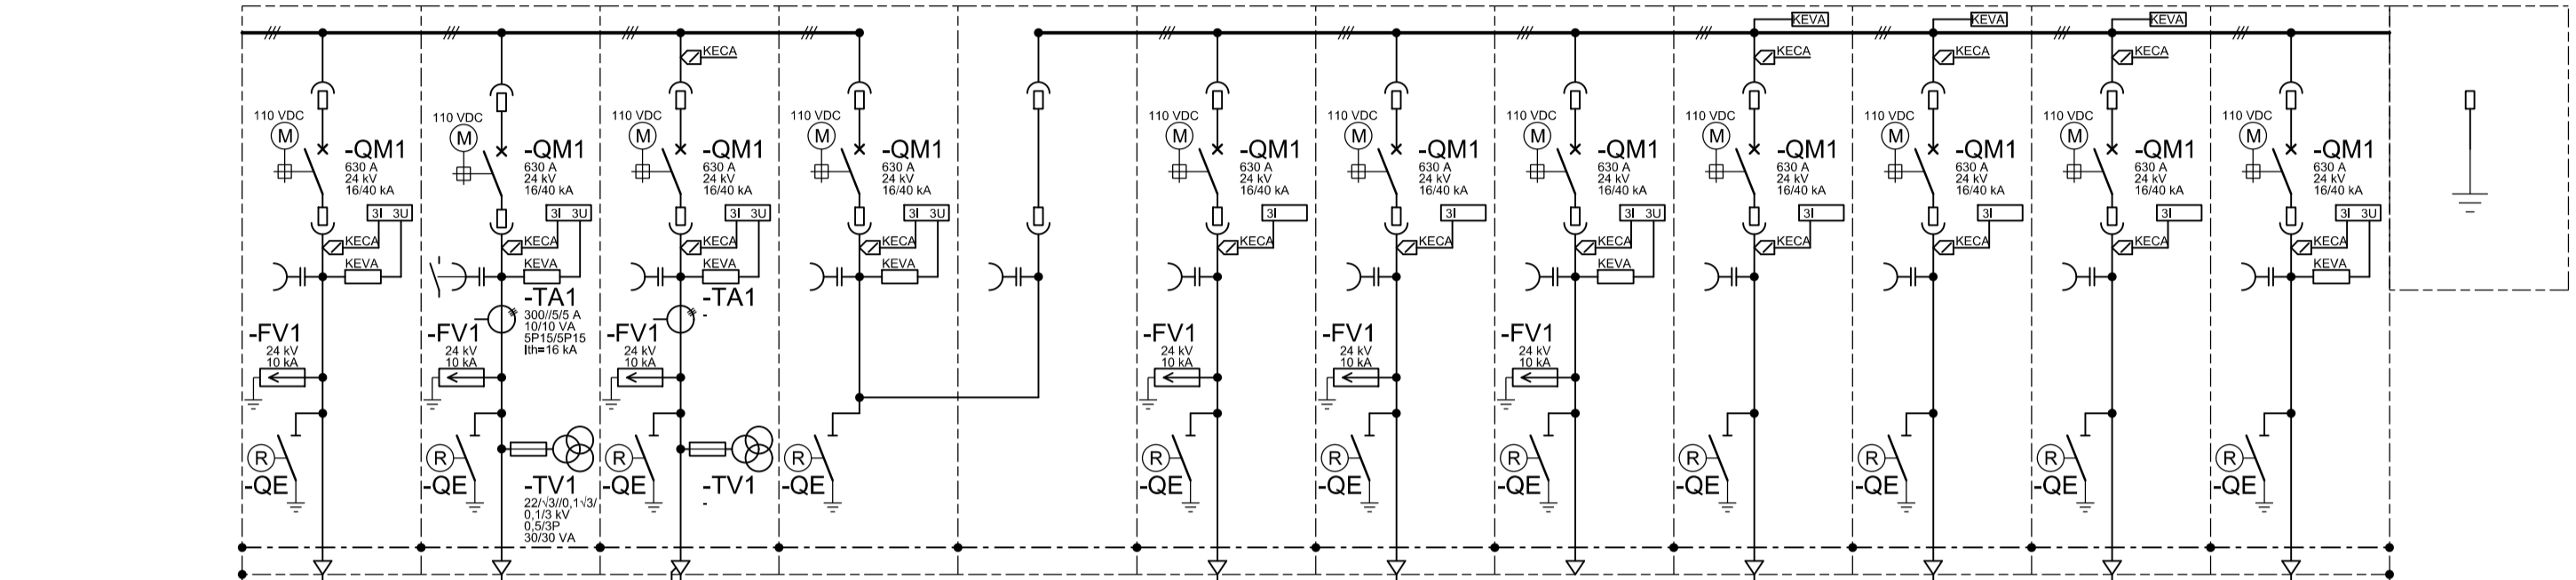 KEVA KEVA KEVA
KECA KECA KECA KECA
110 VDC 110 VDC 110 VDC 110 VDC 110 VDC 110 VDC 110 VDC 110 VDC 110 VDC 110 VDC 110 VDC
M M M M M M M M M M M
-QM1 -QM1 -QM1 -QM1 -QM1 -QM1 -QM1 -QM1 -QM1 -QM1 -QM1
630 A 630 A 630 A 630 A 630 A 630 A 630 A 630 A 630 A 630 A 630 A
24 kV 24 kV 24 kV 24 kV 24 kV 24 kV 24 kV 24 kV 24 kV 24 kV 24 kV
16/40 kA 16/40 kA 16/40 kA 16/40 kA 16/40 kA 16/40 kA 16/40 kA 16/40 kA 16/40 kA 16/40 kA 16/40 kA
3I 3U 3I 3U 3I 3U 3I 3U 3I 3I 3I 3U 3I 3I 3I 3I 3U
KECA KECA KECA KECA KECA KECA KECA KECA KECA KECA KECA
KEVA KEVA KEVA KEVA KEVA KEVA
-TA1 -TA1
300//5/5 A -
10/10 VA
5P15/5P15
Ith=16 kA
-FV1 -FV1 -FV1 -FV1 -FV1 -FV1
24 kV 24 kV 24 kV 24 kV 24 kV 24 kV
10 kA 10 kA 10 kA 10 kA 10 kA 10 kA
R R R R R R R R R R R
-QE -QE -QE -QE -QE -QE -QE -QE -QE -QE -QE
-TV1 -TV1
22/√3//0,1√3/ -
0,1/3 kV
0,5/3P
30/30 VA